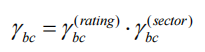 γ_bc = γ_bc^(rating) · γ_bc^(sector)